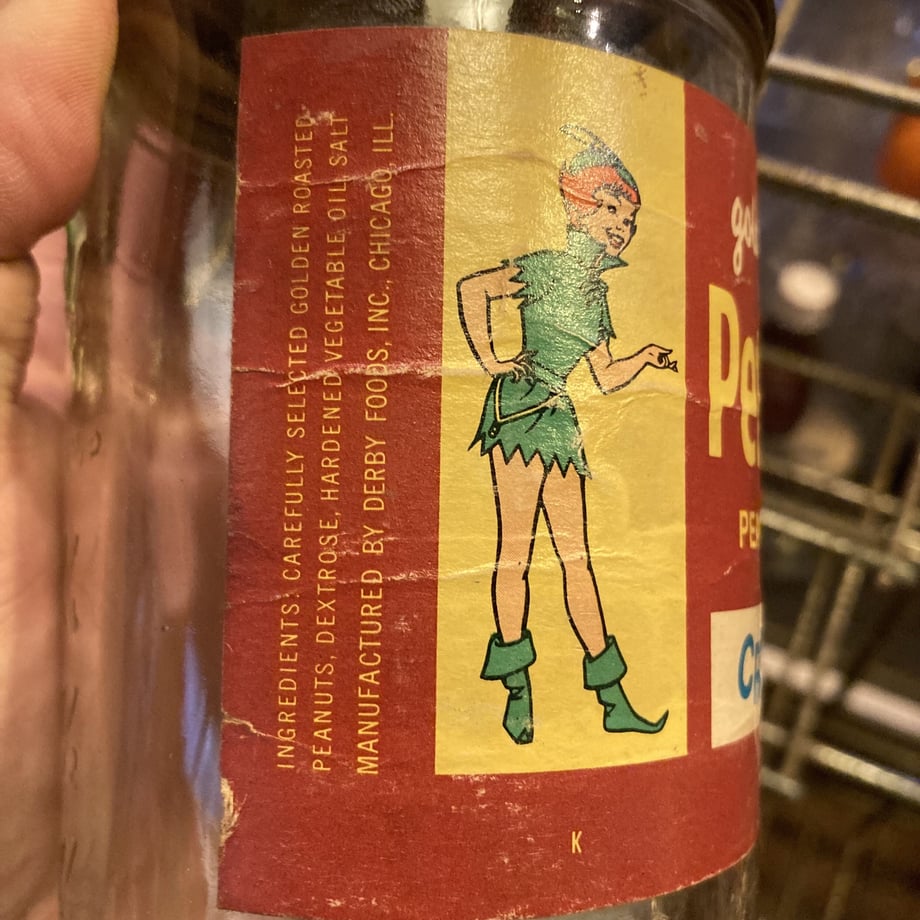 INGREDIENTS: CAREFULLY SELECTED GOLDEN ROASTED
PEANUTS, DEXTROSE, HARDENED VEGETABLE OIL, SALT
MANUFACTURED BY DERBY FOODS, INC., CHICAGO, ILL.
K